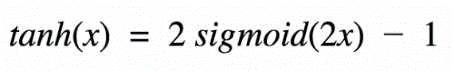 tanh(x) = 2 sigmoid(2x) − 1